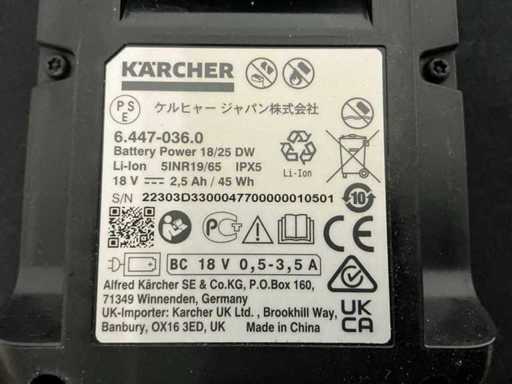 KÄRCHER
P S E
ケルヒャー ジャパン株式会社
6.447-036.0
Battery Power 18/25 DW
Li-Ion 5INR19/65 IPX5
18 V 2,5 Ah / 45 Wh
Li-Ion
S/N 22303D3300047700000010501
10
BC 18 V 0,5-3,5 A
CE
Alfred Kärcher SE & Co.KG, P.O.Box 160,
71349 Winnenden, Germany
UK-Importer: Karcher UK Ltd. , Brookhill Way,
Banbury, OX16 3ED, UK Made in China
UK
CA